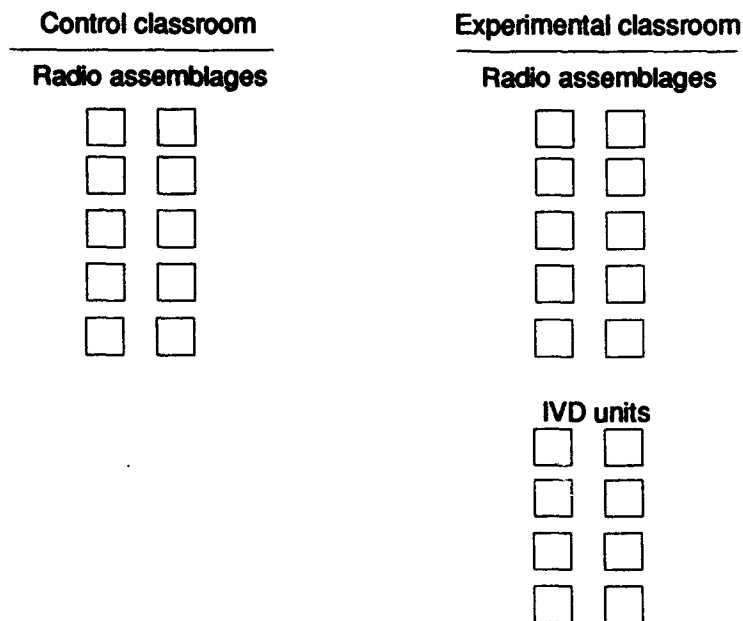 Control classroom
Radio assemblages
Experimental classroom
Radio assemblages
IVD units